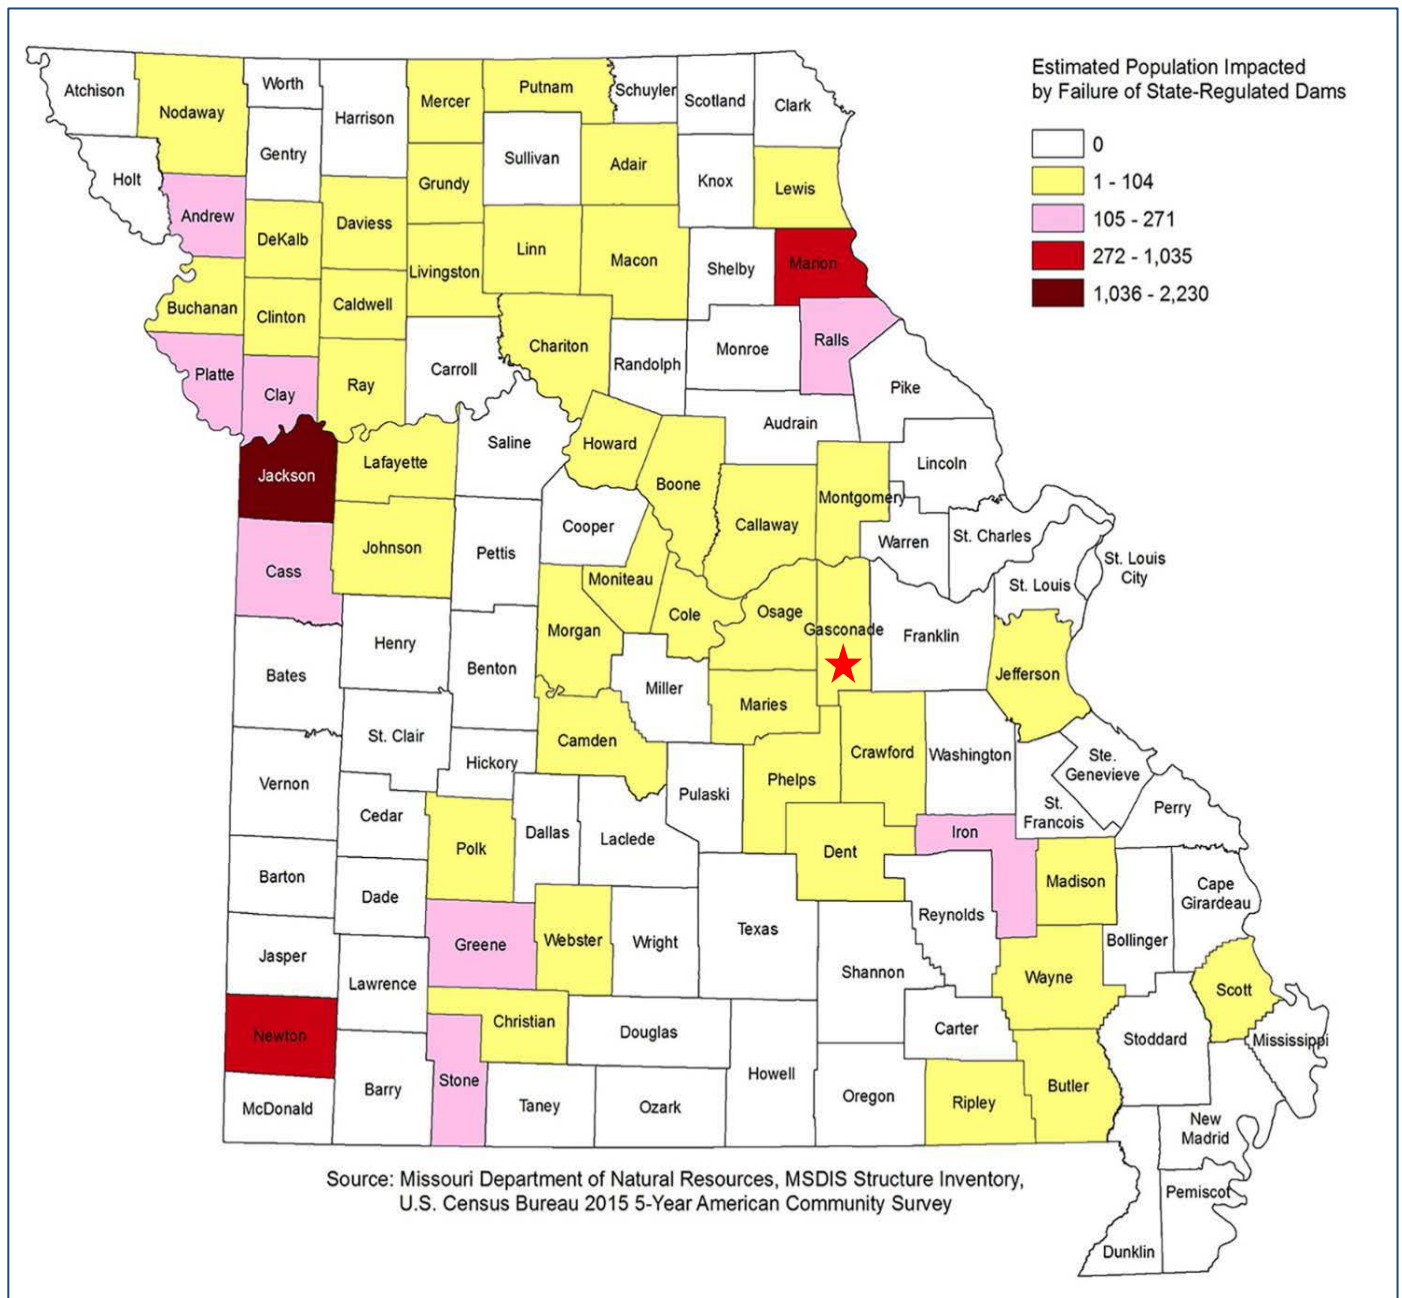 Estimated Population Impacted
by Failure of State-Regulated Dams
0
1 - 104
105 - 271
272 - 1,035
1,036 - 2,230
Atchison
Nodaway
Worth
Harrison
Mercer
Putnam
Schuyler
Scotland
Clark
Holt
Gentry
Sullivan
Adair
Knox
Lewis
Andrew
DeKalb
Daviess
Grundy
Linn
Macon
Shelby
Marion
Livingston
Buchanan
Clinton
Caldwell
Chariton
Randolph
Monroe
Ralls
Platte
Clay
Ray
Carroll
Pike
Audrain
Jackson
Lafayette
Saline
Howard
Boone
Lincoln
Callaway
Montgomery
Cooper
Warren
St. Charles
Cass
Johnson
Pettis
Moniteau
St. Louis
St. Louis
City
Morgan
Cole
Osage
Gasconade
Franklin
Bates
Henry
Benton
Miller
Maries
Jefferson
St. Clair
Camden
Hickory
Phelps
Crawford
Washington
Ste.
Genevieve
Vernon
Pulaski
St.
Francois
Perry
Cedar
Polk
Dallas
Laclede
Dent
Iron
Barton
Dade
Madison
Cape
Girardeau
Reynolds
Bollinger
Jasper
Greene
Webster
Wright
Texas
Lawrence
Shannon
Wayne
Scott
Newton
Christian
Douglas
Carter
Stoddard
Mississippi
McDonald
Barry
Stone
Taney
Ozark
Howell
Oregon
Ripley
Butler
New
Madrid
Pemiscot
Dunklin
Source: Missouri Department of Natural Resources, MSDIS Structure Inventory,
U.S. Census Bureau 2015 5-Year American Community Survey